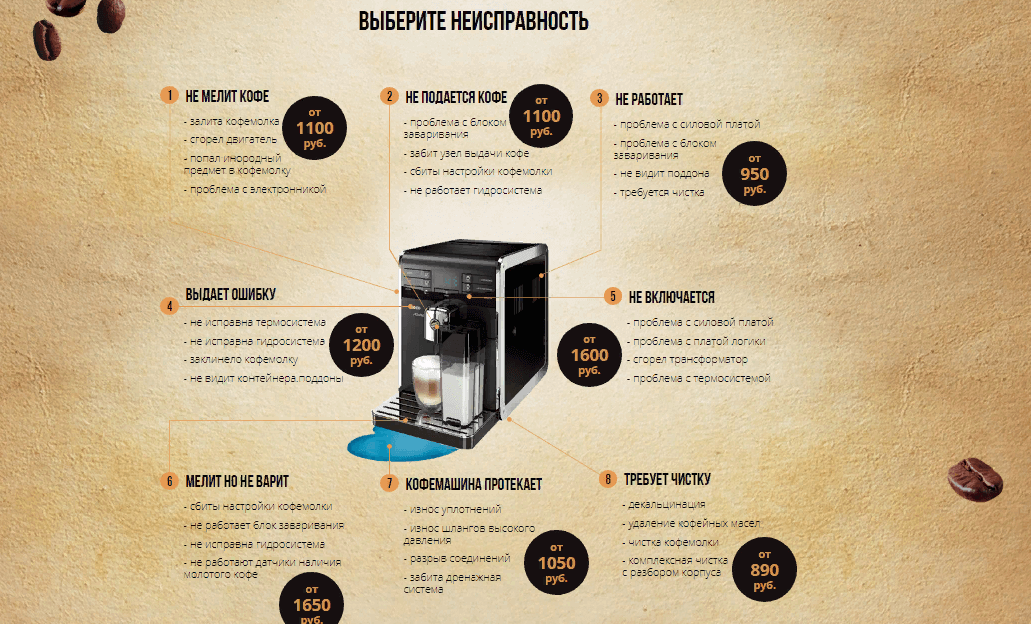 ВЫБЕРИТЕ НЕИСПРАВНОСТЬ
1 НЕ МЕЛИТ КОФЕ
- залита кофемолка
- сгорел двигатель
- попал инородный
предмет в кофемолку
- проблема с электронникой
от
1100
руб.
2 НЕ ПОДАЕТСЯ КОФЕ
- проблема с блоком
заваривания
- забит узел выдачи кофе
- сбиты настройки кофемолки
- не работает гидросистема
от
1100
руб.
3 НЕ РАБОТАЕТ
- проблема с силовой платой
- проблема с блоком
заваривания
- не видит поддона
- требуется чистка
от
950
руб.
4 ВЫДАЕТ ОШИБКУ
- не исправна термосистема
- не исправна гидросистема
- заклинело кофемолку
- не видит контейнера.поддоны
от
1200
руб.
5 НЕ ВКЛЮЧАЕТСЯ
- проблема с силовой платой
- проблема с платой логики
- сгорел трансформатор
- проблема с термосистемой
от
1600
руб.
6 МЕЛИТ НО НЕ ВАРИТ
- сбиты настройки кофемолки
- не работает блок заваривания
- не исправна гидросистема
- не работают датчики наличия
молотого кофе
от
1650
руб.
7 КОФЕМАШИНА ПРОТЕКАЕТ
- износ уплотнений
- износ шлангов высокого
давления
- разрыв соединений
- забита дренажная
система
от
1050
руб.
8 ТРЕБУЕТ ЧИСТКУ
- декальцинация
- удаление кофейных масел
- чистка кофемолки
- комплексная чистка
с разбором корпуса
от
890
руб.